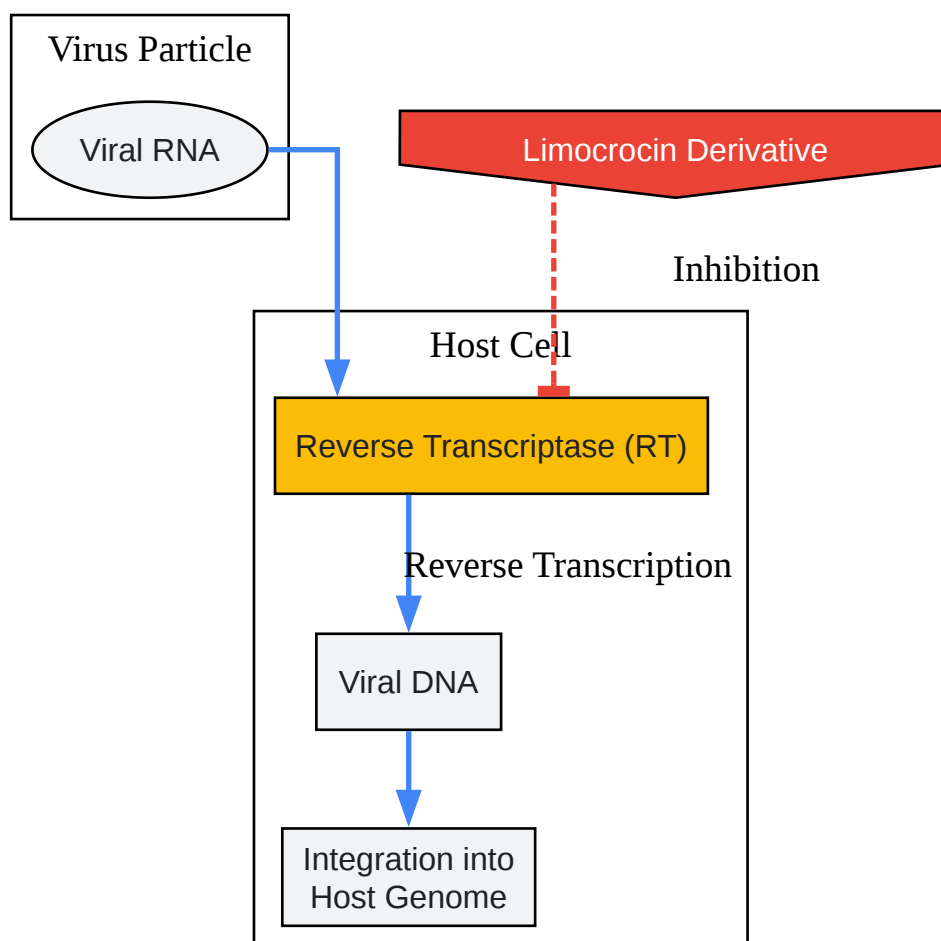 Virus Particle
Viral RNA
Limocrocin Derivative
Inhibition
Host Cell
Reverse Transcriptase (RT)
Reverse Transcription
Viral DNA
Integration into
Host Genome